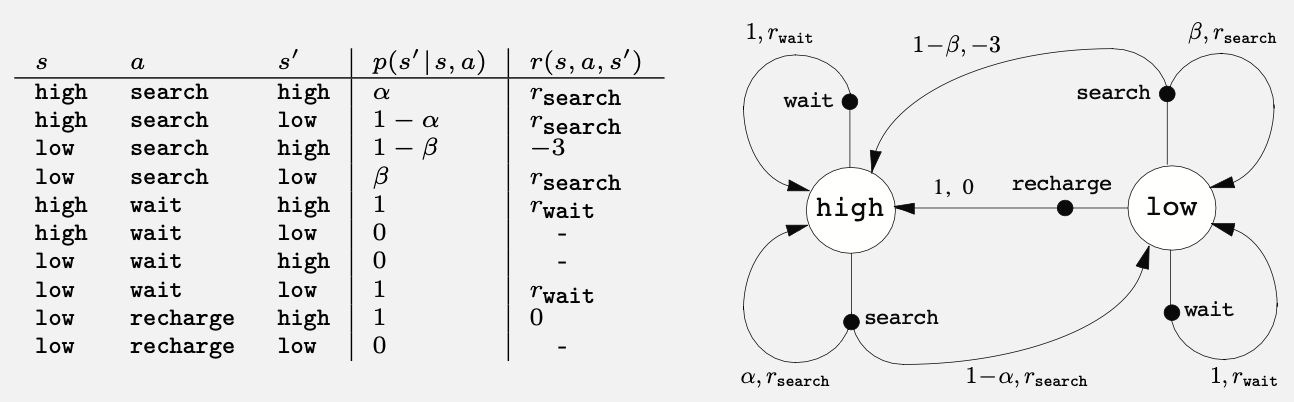 s a s′ p(s′ | s, a) r(s, a, s′)
high search high α r_search
high search low 1 − α r_search
low search high 1 − β −3
low search low β r_search
high wait high 1 r_wait
high wait low 0 -
low wait high 0 -
low wait low 1 r_wait
low recharge high 1 0
low recharge low 0 -
1, r_wait
1−β, −3
β, r_search
wait
search
1, 0
recharge
high
low
search
wait
α, r_search
1−α, r_search
1, r_wait